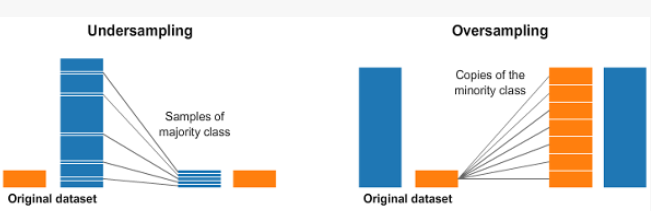 Undersampling
Samples of
majority class
Original dataset
Oversampling
Copies of the
minority class
Original dataset